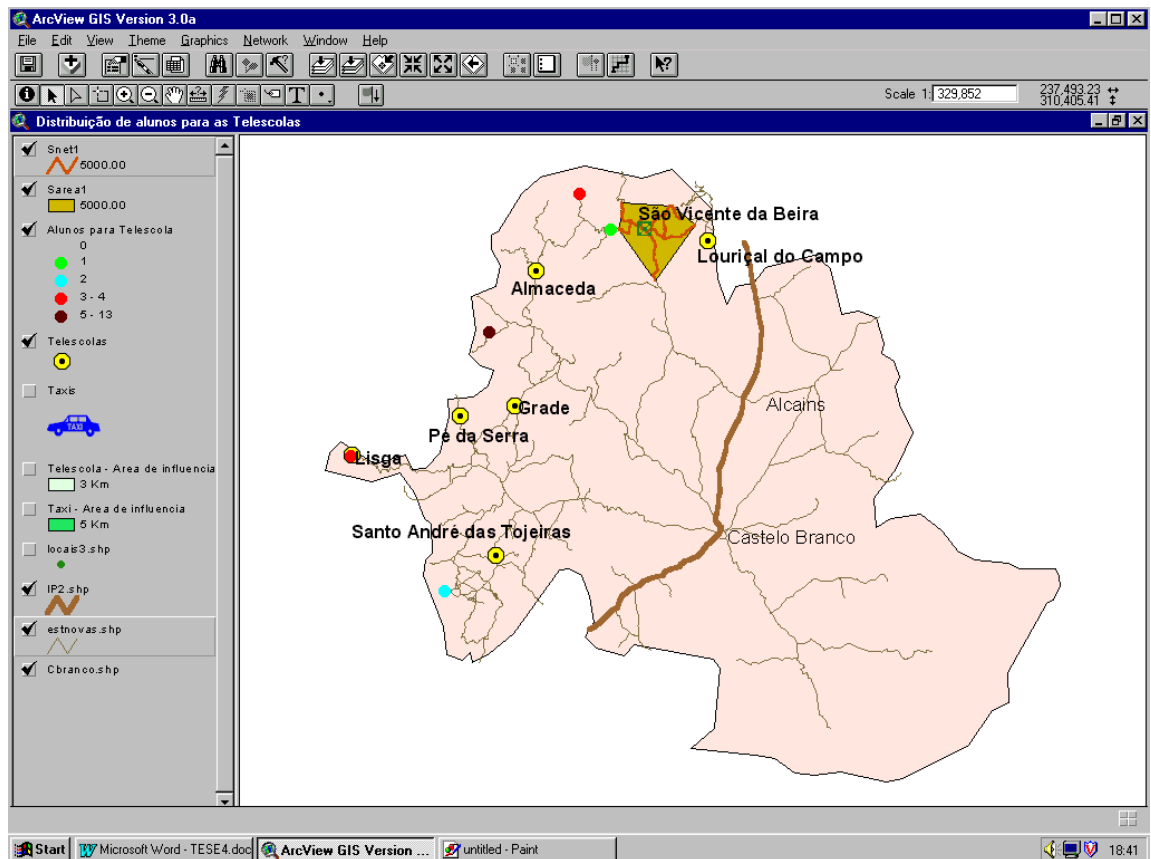 ArcView GIS Version 3.0a
File Edit View Theme Graphics Network Window Help
Scale 1: 329,852
237,493.23
310,405.41
Distribuição de alunos para as Telescolas
Snet1
5000.00
Sarea1
5000.00
Alunos para Telescola
0
1
2
3 - 4
5 - 13
Telescolas
Taxis
TAXI
Telescola - Area de influencia
3 Km
Taxi - Area de influencia
5 Km
locais3.shp
IP2.shp
estnovas.shp
Cbranco.shp
São Vicente da Beira
Louriçal do Campo
Almaceda
Alcains
Grade
Pé da Serra
Lisga
Santo André das Tojeiras
Castelo Branco
Start Microsoft Word - TESE4.doc ArcView GIS Version ... untitled - Paint 18:41